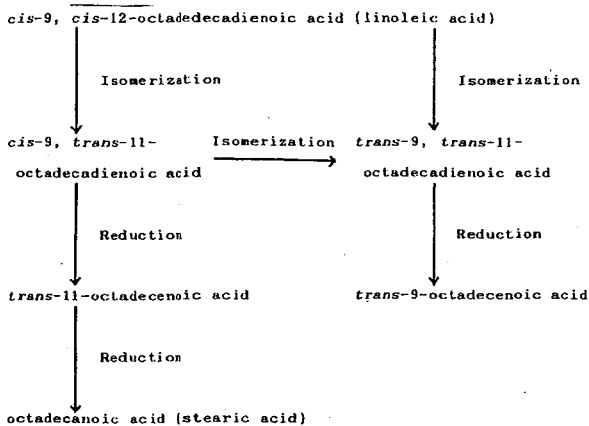 cis-9, cis-12-octadedecadienoic acid (linoleic acid)
Isomerization
Isomerization
cis-9, trans-11-
octadecadienoic acid
Isomerization
trans-9, trans-11-
octadecadienoic acid
Reduction
Reduction
trans-11-octadecenoic acid
trans-9-octadecenoic acid
Reduction
octadecanoic acid (stearic acid)